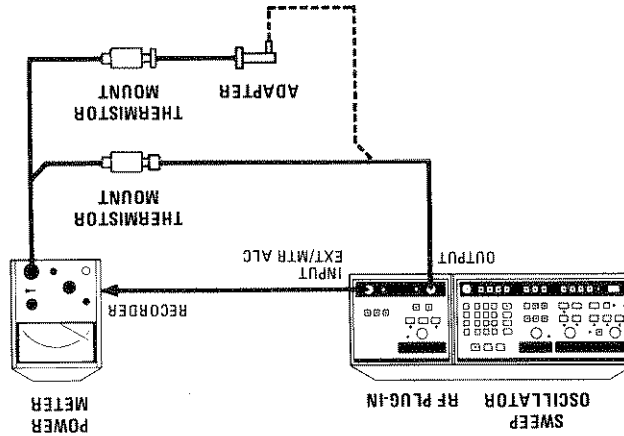 SWEEP
OSCILLATOR
RF PLUG-IN
POWER
METER
RECORDER
OUTPUT
INPUT
EXT/MTR ALC
THERMISTOR
MOUNT
ADAPTER
THERMISTOR
MOUNT